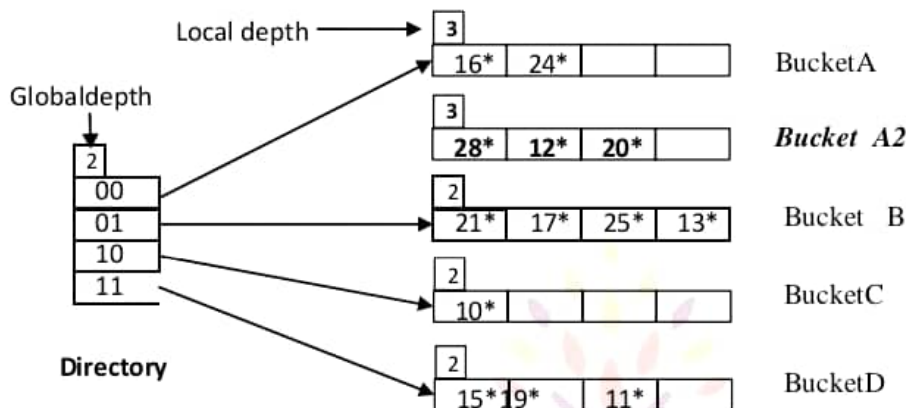 Local depth
3
16* 24*
BucketA
Globaldepth
3
28* 12* 20*
Bucket A2
2
00
01
10
11
2
21* 17* 25* 13*
Bucket B
2
10*
BucketC
Directory
2
15* 19* 11*
BucketD